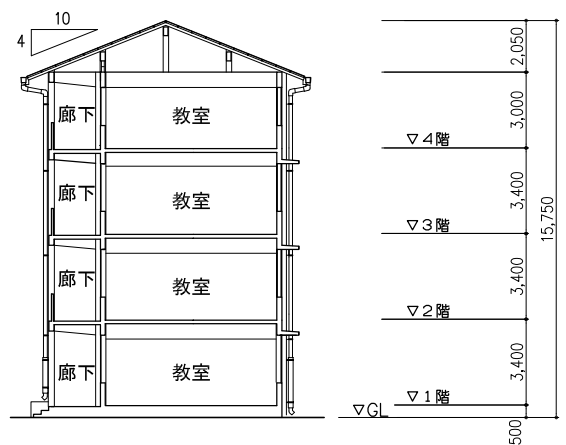 10
4
2,050
廊下
教室
3,000
▽4階
廊下
教室
3,400
15,750
▽3階
廊下
教室
3,400
▽2階
廊下
教室
3,400
▽1階
▽GL
500